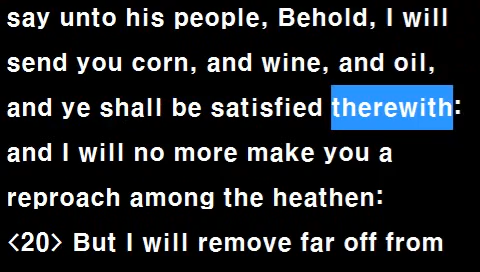 say unto his people, Behold, I will
send you corn, and wine, and oil,
and ye shall be satisfied therewith:
and I will no more make you a
reproach among the heathen:
<20> But I will remove far off from